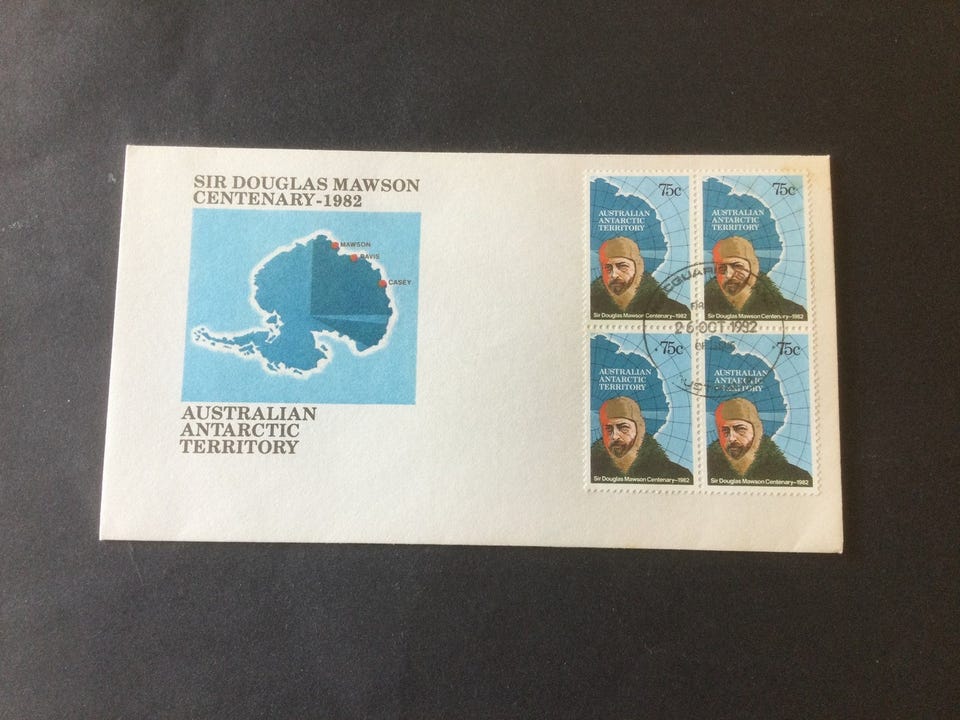 SIR DOUGLAS MAWSON
CENTENARY-1982
MAWSON
DAVIS
CASEY
AUSTRALIAN
ANTARCTIC
TERRITORY
75c
AUSTRALIAN
ANTARCTIC
TERRITORY
Sir Douglas Mawson Centenary-1982
75c
AUSTRALIAN
ANTARCTIC
TERRITORY
Sir Douglas Mawson Centenary-1982
75c
AUSTRALIAN
ANTARCTIC
TERRITORY
Sir Douglas Mawson Centenary-1982
75c
AUSTRALIAN
ANTARCTIC
TERRITORY
Sir Douglas Mawson Centenary-1982
26 OCT 1982